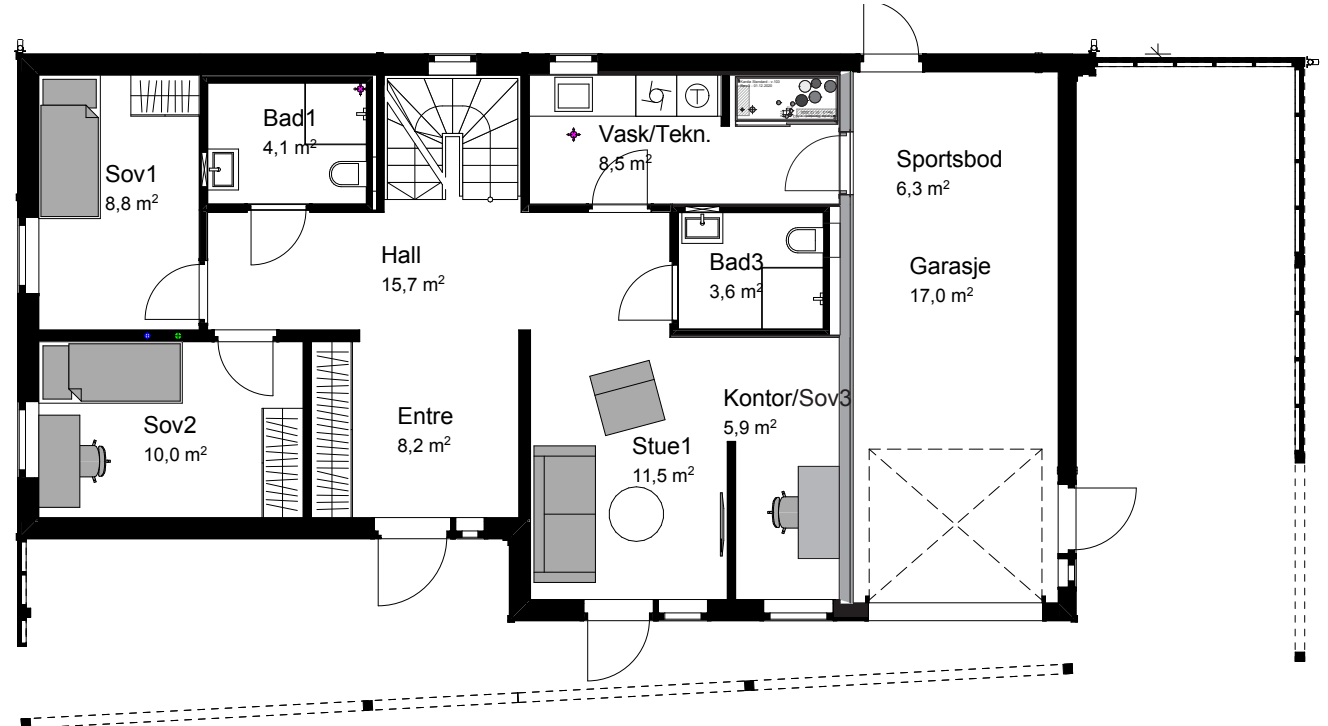 Bad1
4,1 m²
Vask/Tekn.
8,5 m²
Sov1
8,8 m²
Sportsbod
6,3 m²
Hall
15,7 m²
Bad3
3,6 m²
Garasje
17,0 m²
Kontor/Sov3
5,9 m²
Entre
8,2 m²
Sov2
10,0 m²
Stue1
11,5 m²
T